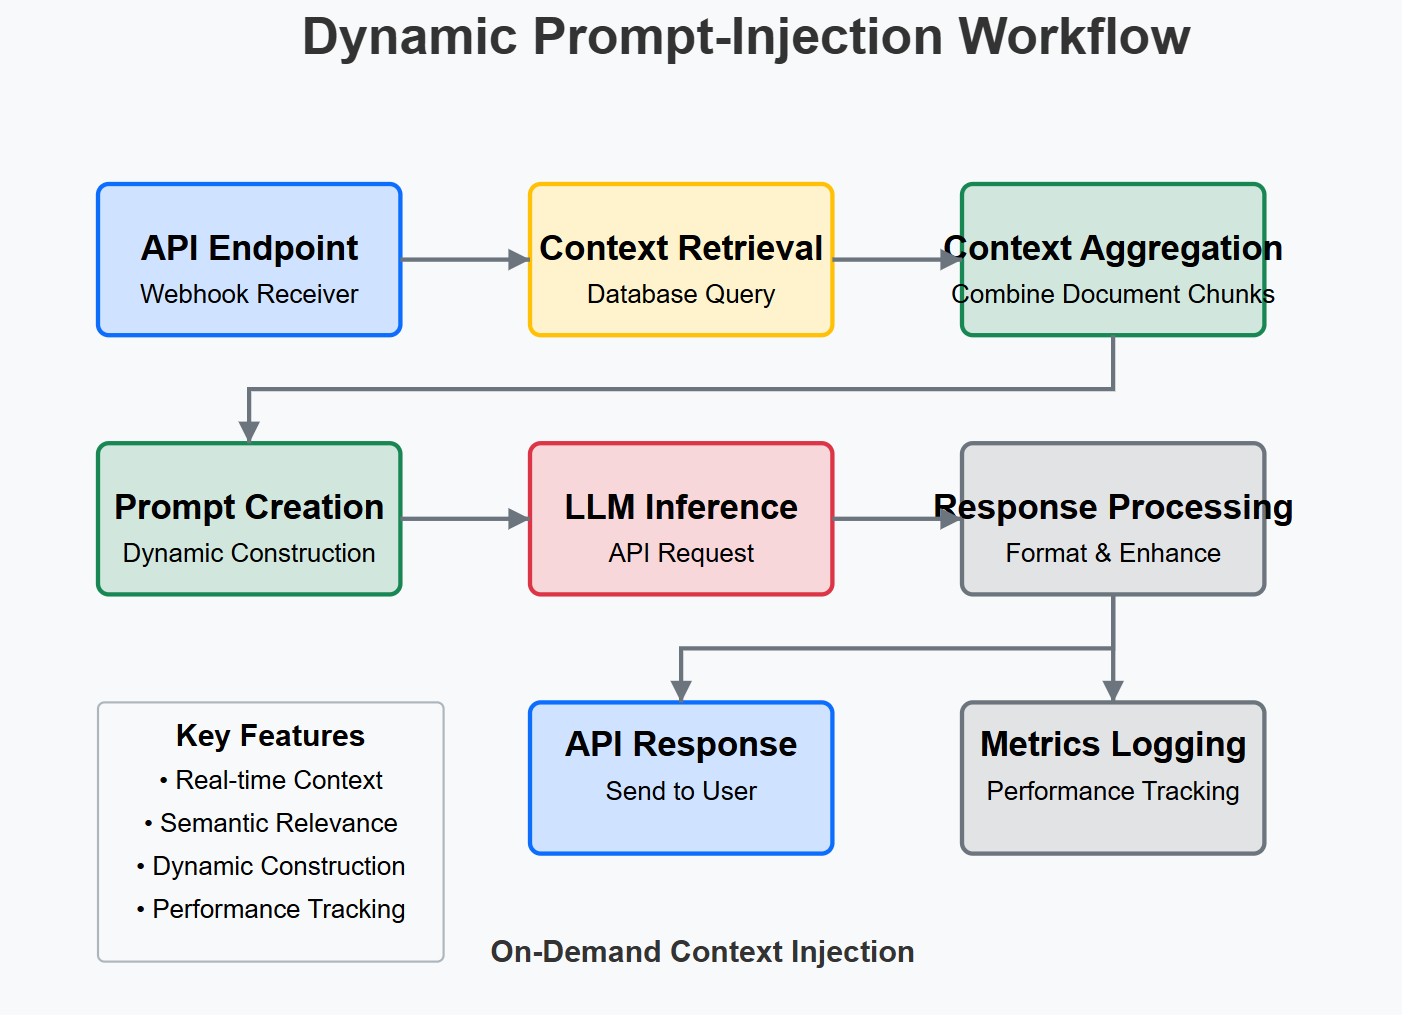 Dynamic Prompt-Injection Workflow
API Endpoint
Webhook Receiver
Context Retrieval
Database Query
Context Aggregation
Combine Document Chunks
Prompt Creation
Dynamic Construction
LLM Inference
API Request
Response Processing
Format & Enhance
Key Features
• Real-time Context
• Semantic Relevance
• Dynamic Construction
• Performance Tracking
API Response
Send to User
Metrics Logging
Performance Tracking
On-Demand Context Injection